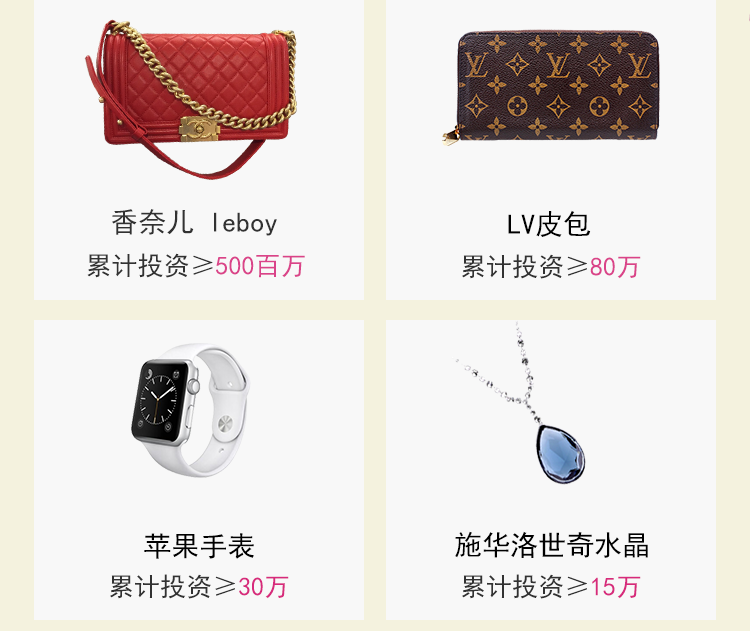 香奈儿 leboy
累计投资≥500百万
LV皮包
累计投资≥80万
苹果手表
累计投资≥30万
施华洛世奇水晶
累计投资≥15万